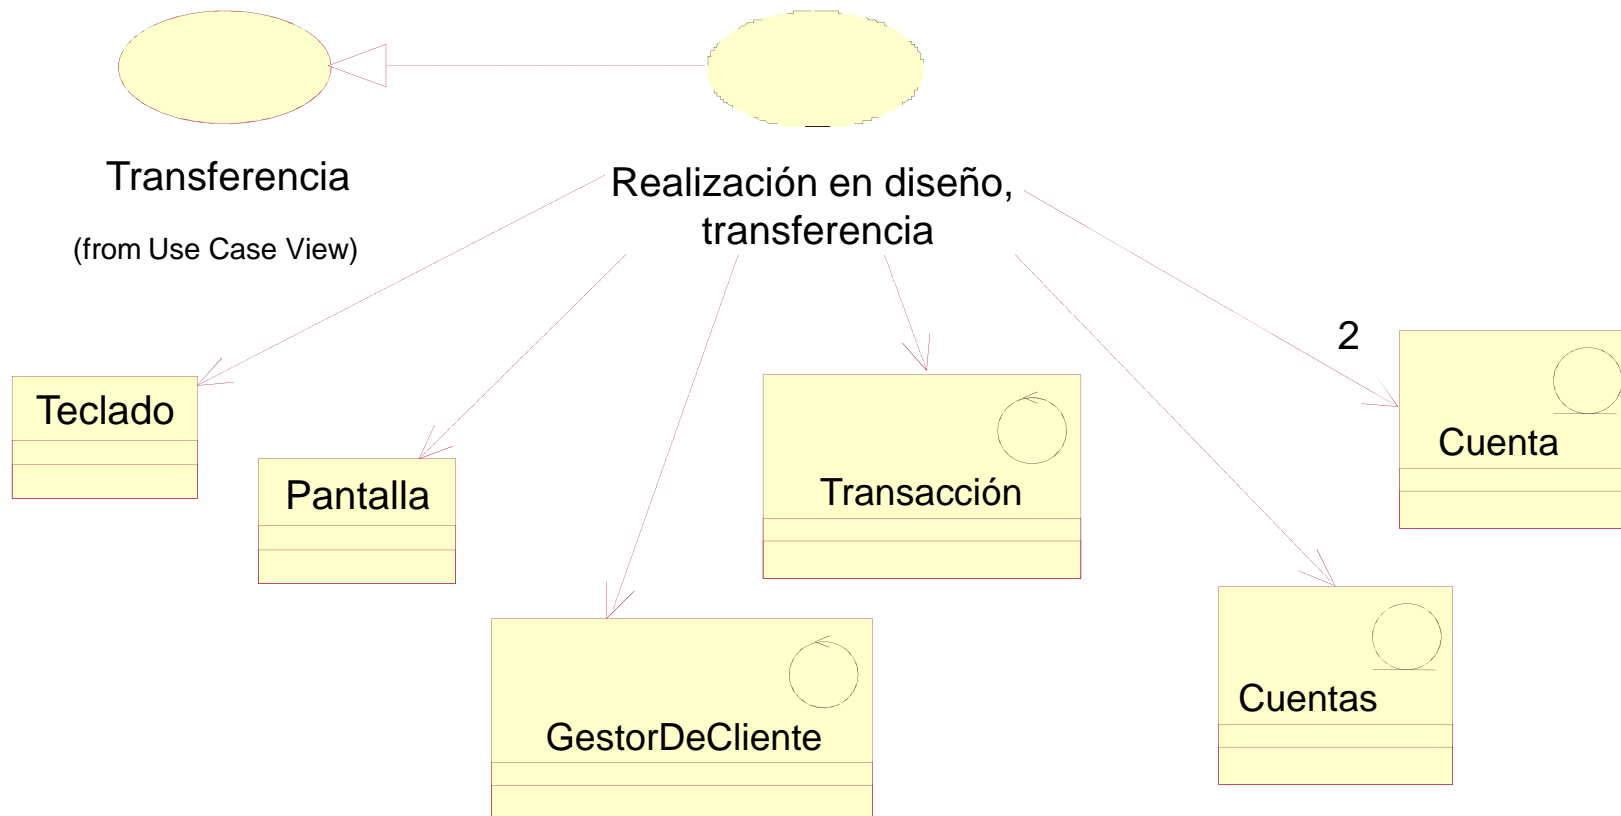 Transferencia
(from Use Case View)
Realización en diseño,
transferencia
2
Teclado
Pantalla
Transacción
Cuenta
GestorDeCliente
Cuentas